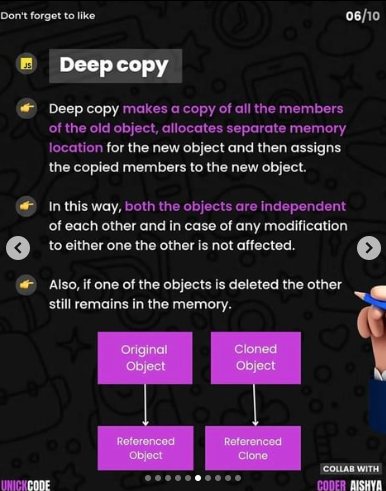 Don't forget to like
06/10
JS
Deep copy
Deep copy makes a copy of all the members
of the old object, allocates separate memory
location for the new object and then assigns
the copied members to the new object.
In this way, both the objects are independent
of each other and in case of any modification
to either one the other is not affected.
Also, if one of the objects is deleted the other
still remains in the memory.
Original
Object
Cloned
Object
Referenced
Object
Referenced
Clone
COLLAB WITH
UNICKCODE
CODER AISHYA